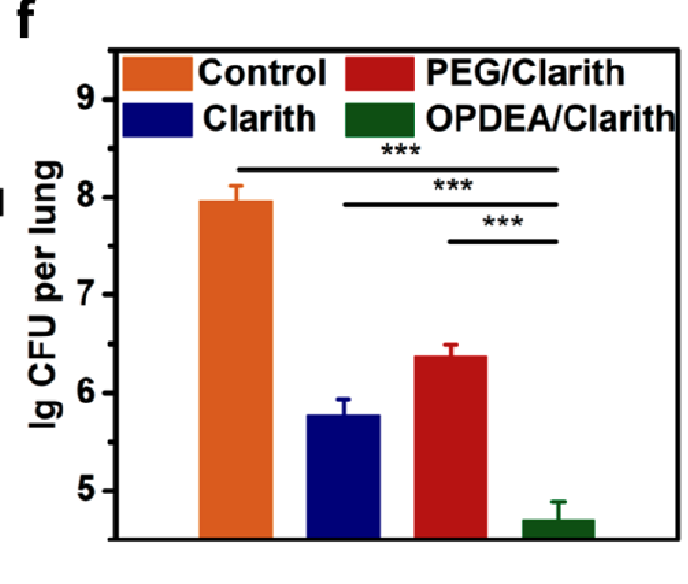 f
Control PEG/Clarith
Clarith OPDEA/Clarith
***
***
***
9
8
7
6
5
lg CFU per lung